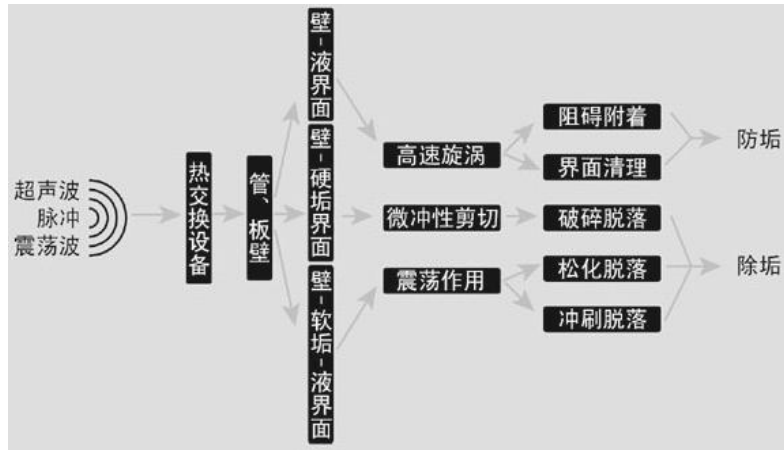 超声波
脉冲
震荡波
热交换设备
管、板壁
壁-液界面
壁-硬垢界面
壁-软垢-液界面
高速旋涡
微冲性剪切
震荡作用
阻碍附着
界面清理
破碎脱落
松化脱落
冲刷脱落
防垢
除垢